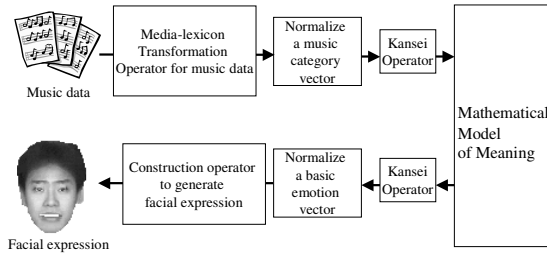 Music data
Media-lexicon
Transformation
Operator for music data
Normalize
a music
category
vector
Kansei
Operator
Mathematical
Model
of Meaning
Facial expression
Construction operator
to generate
facial expression
Normalize
a basic
emotion
vector
Kansei
Operator